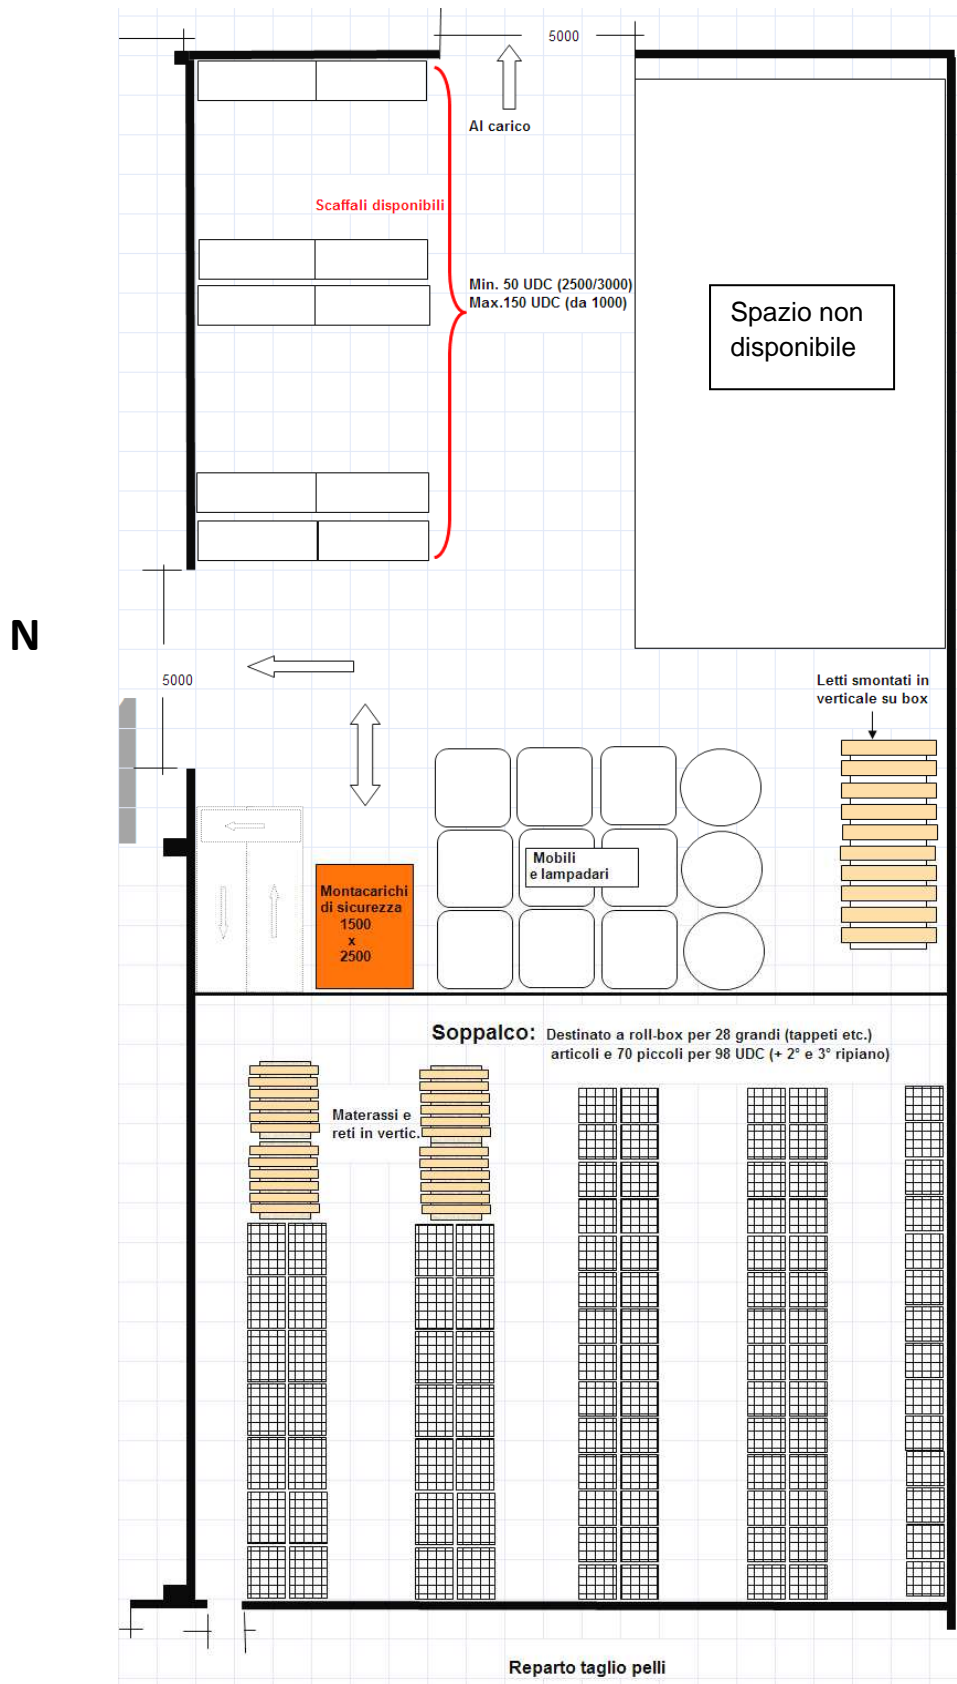 5000
Al carico
Scaffali disponibili
Min. 50 UDC (2500/3000)
Max.150 UDC (da 1000)
Spazio non
disponibile
N
5000
Letti smontati in
verticale su box
Mobili
e lampadari
Montacarichi
di sicurezza
1500
x
2500
Soppalco: Destinato a roll-box per 28 grandi (tappeti etc.)
articoli e 70 piccoli per 98 UDC (+ 2° e 3° ripiano)
Materassi e
reti in vertic.
Reparto taglio pelli